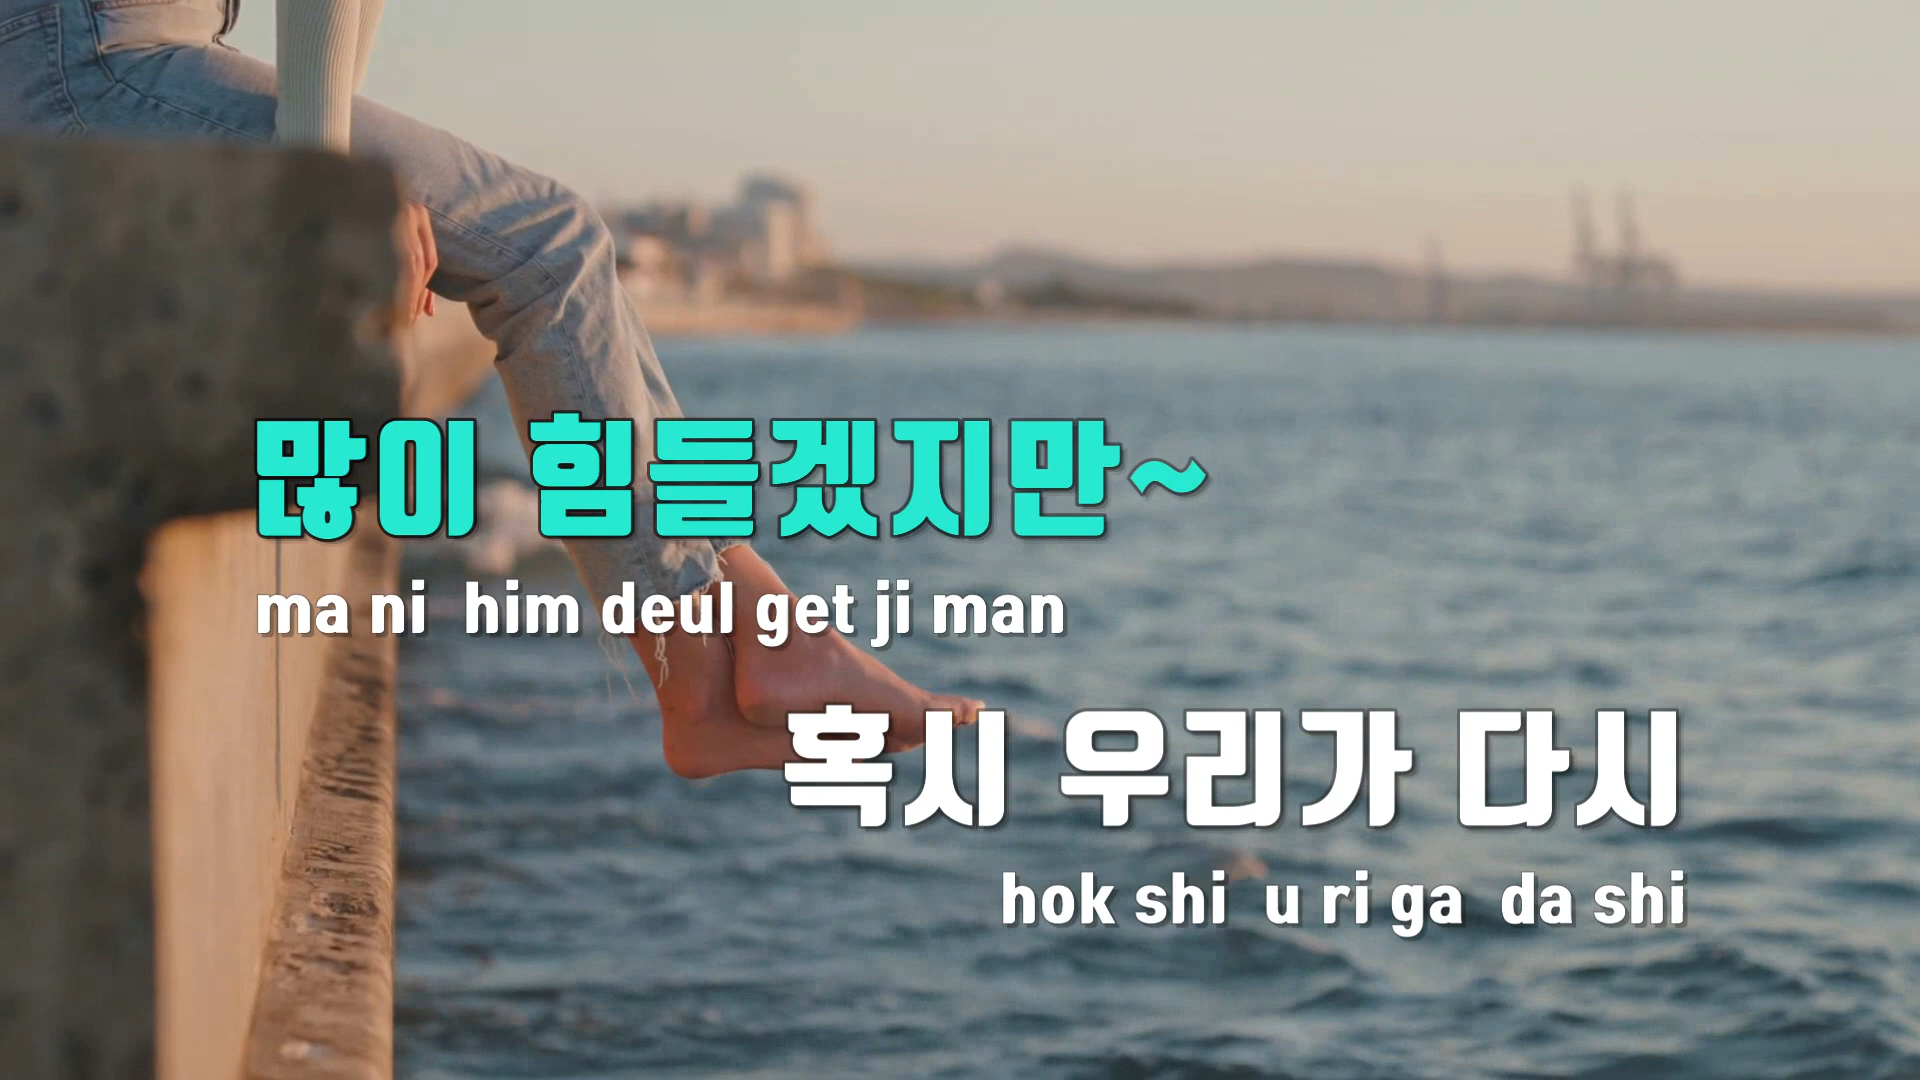 많이 힘들겠지만~
ma ni him deul get ji man
혹시 우리가 다시
hok shi u ri ga da shi